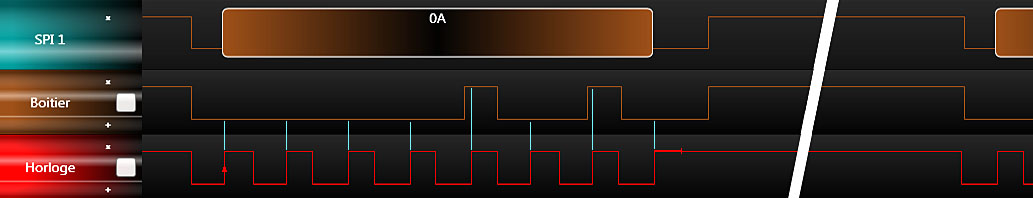 0A
SPI 1
Boitier
Horloge